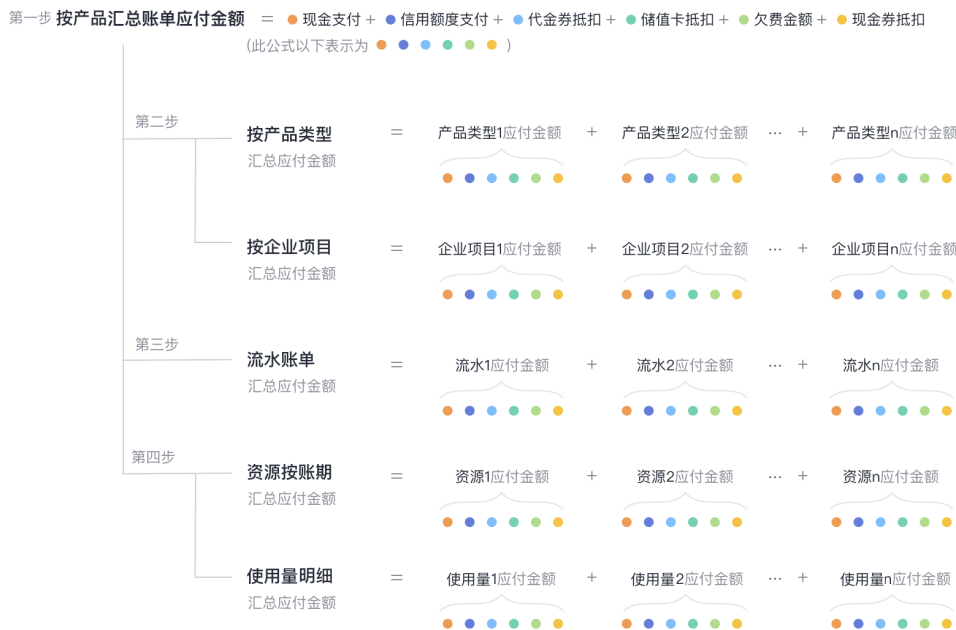 第一步 按产品汇总账单应付金额 = 现金支付 + 信用额度支付 + 代金券抵扣 + 储值卡抵扣 + 欠费金额 + 现金券抵扣
(此公式以下表示为 )
第二步
按产品类型 = 产品类型1应付金额 + 产品类型2应付金额 ... + 产品类型n应付金额
汇总应付金额
按企业项目 = 企业项目1应付金额 + 企业项目2应付金额 ... + 企业项目n应付金额
汇总应付金额
第三步
流水账单 = 流水1应付金额 + 流水2应付金额 ... + 流水n应付金额
汇总应付金额
第四步
资源按账期 = 资源1应付金额 + 资源2应付金额 ... + 资源n应付金额
汇总应付金额
使用量明细 = 使用量1应付金额 + 使用量2应付金额 ... + 使用量n应付金额
汇总应付金额